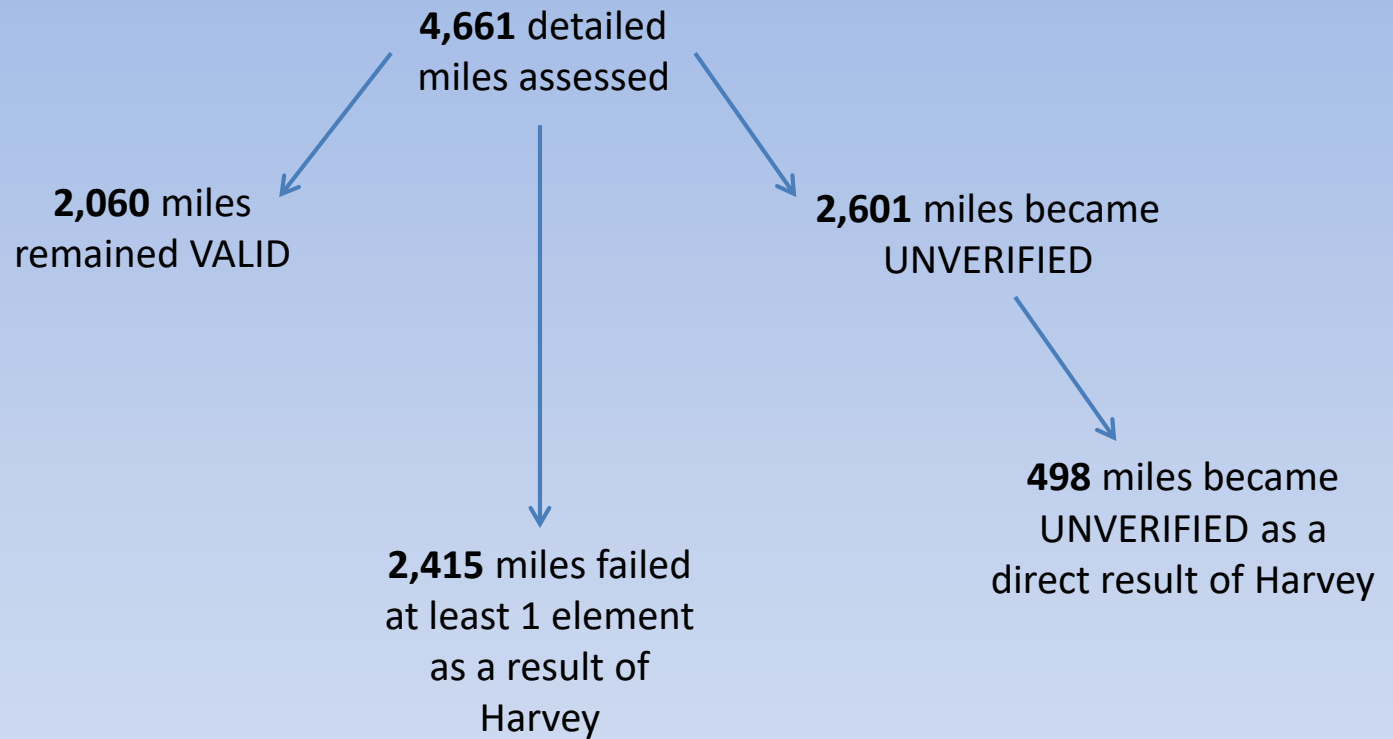 4,661 detailed
miles assessed
2,060 miles
remained VALID
2,601 miles became
UNVERIFIED
498 miles became
UNVERIFIED as a
direct result of Harvey
2,415 miles failed
at least 1 element
as a result of
Harvey